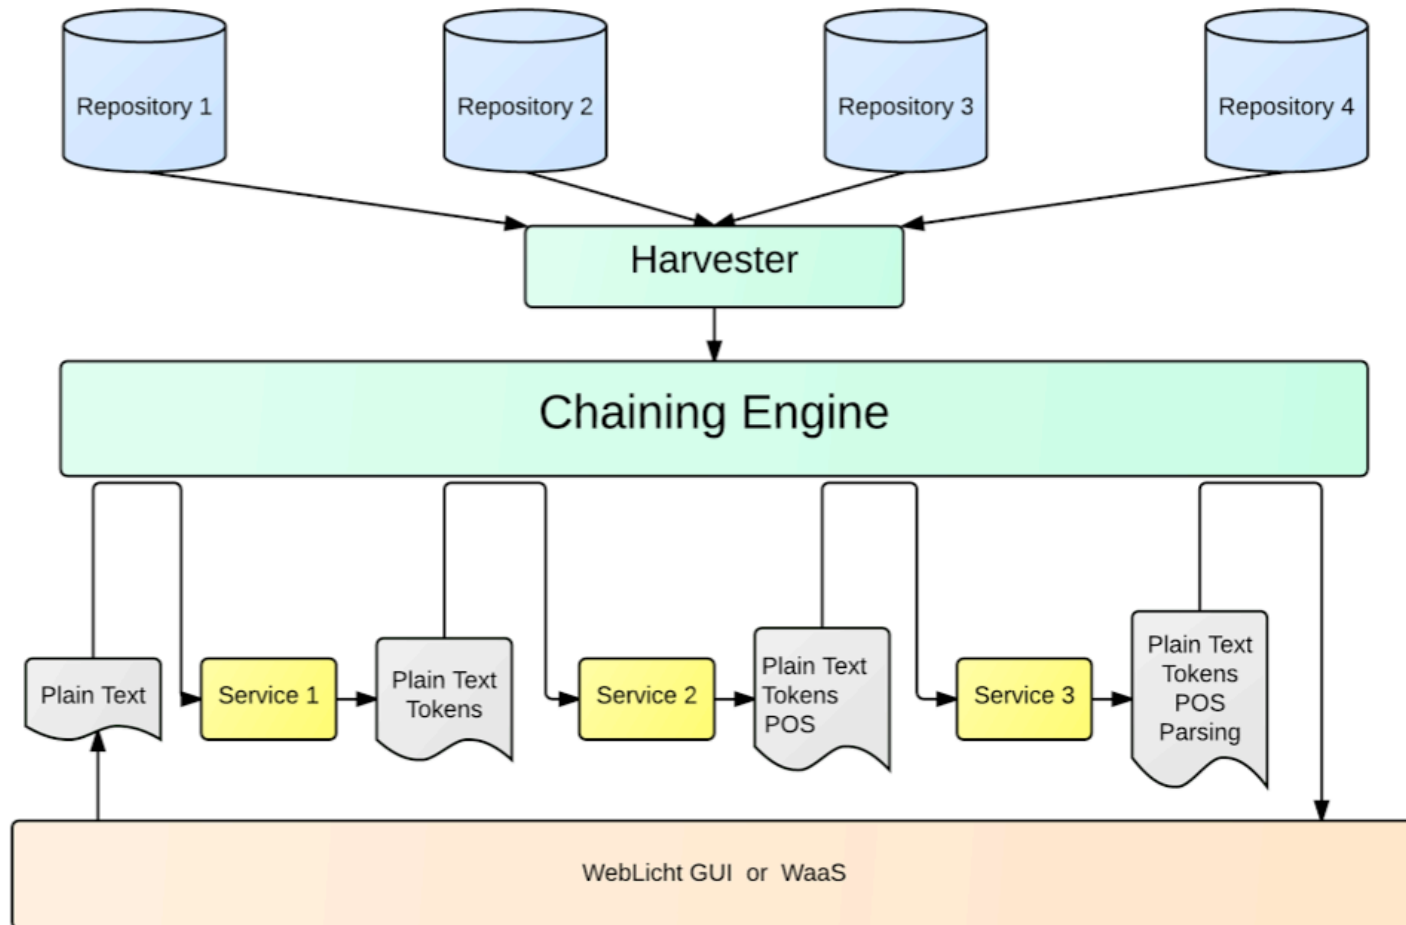 Repository 1
Repository 2
Repository 3
Repository 4
Harvester
Chaining Engine
Plain Text
Service 1
Plain Text
Tokens
Service 2
Plain Text
Tokens
POS
Service 3
Plain Text
Tokens
POS
Parsing
WebLicht GUI or WaaS